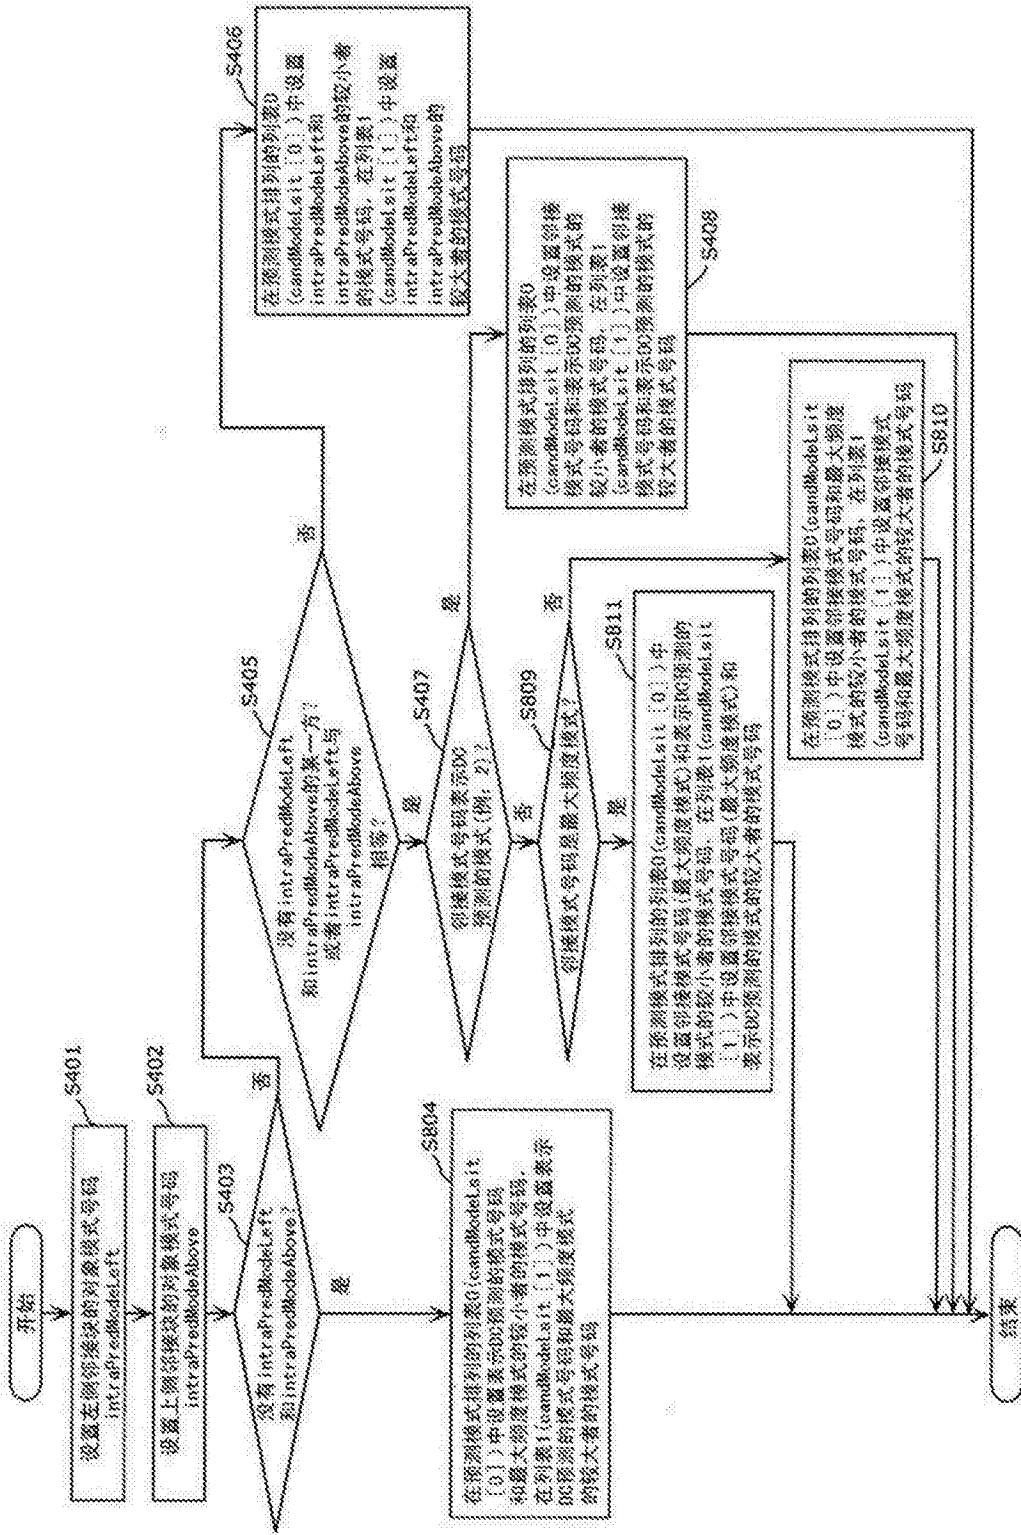 开始
S401
设置左侧邻接块的对象模式号码
intraPredModeLeft
S402
设置上侧邻接块的对象模式号码
intraPredModeAbove
S403
没有intraPredModeLeft
和intraPredModeAbove?
否
是
S804
在预测模式排列的列表0(candModeLsit
[0])中设置表示DC预测的模式号码
和最大频度模式的较小者的模式号码,
在列表1(candModeLsit [1])中设置表示
DC预测的模式号码和最大频度模式
的较大者的模式号码
S405
没有intraPredModeLeft
和intraPredModeAbove的某一方?
或者intraPredModeLeft与
intraPredModeAbove
相等?
否
是
S406
在预测模式排列的列表0
(candModeLsit [0])中设置
intraPredModeLeft和
intraPredModeAbove的较小者
的模式号码, 在列表1
(candModeLsit [1])中设置
intraPredModeLeft和
intraPredModeAbove的
较大者的模式号码
S407
邻接模式号码表示DC
预测的模式(例: 2)?
是
否
S408
在预测模式排列的列表0
(candModeLsit [0])中设置邻接
模式号码和表示DC预测的模式的
较小者的模式号码, 在列表1
(candModeLsit [1])中设置邻接
模式号码和表示DC预测的模式的
较大者的模式号码
S809
邻接模式号码是最大频度模式?
否
是
S810
在预测模式排列的列表0(candModeLsit
[0])中设置邻接模式号码和最大频度
模式的较小者的模式号码, 在列表1
(candModeLsit [1])中设置邻接模式
号码和最大频度模式的较大者的模式号码
S811
在预测模式排列的列表0(candModeLsit [0])中
设置邻接模式号码(最大频度模式)和表示DC预测的
模式的较小者的模式号码, 在列表1(candModeLsit
[1])中设置邻接模式号码(最大频度模式)和
表示DC预测的模式的较大者的模式号码
结束